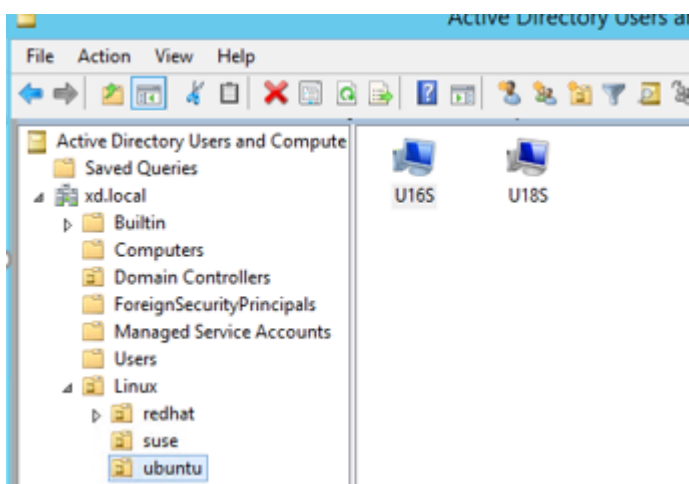 Active Directory Users a
File Action View Help
Active Directory Users and Compute
Saved Queries
xd.local
Builtin
Computers
Domain Controllers
ForeignSecurityPrincipals
Managed Service Accounts
Users
Linux
redhat
suse
ubuntu
U16S U18S